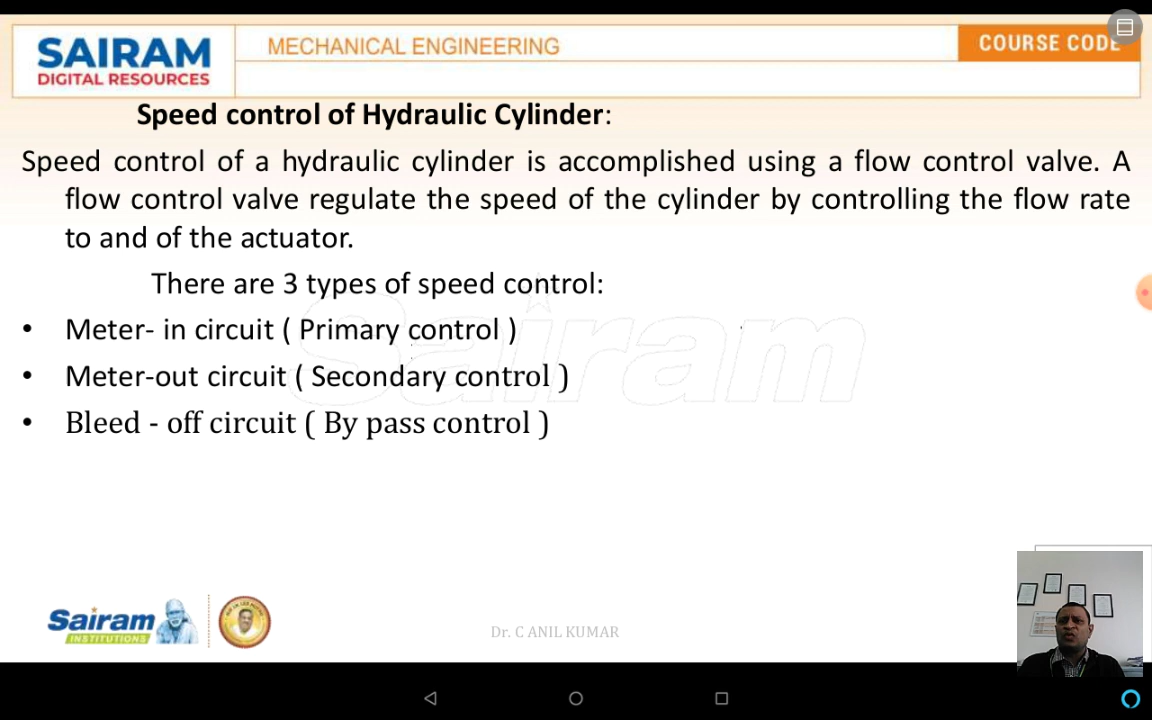 SAIRAM
DIGITAL RESOURCES
MECHANICAL ENGINEERING
COURSE CODE
Speed control of Hydraulic Cylinder:
Speed control of a hydraulic cylinder is accomplished using a flow control valve. A
flow control valve regulate the speed of the cylinder by controlling the flow rate
to and of the actuator.
There are 3 types of speed control:
• Meter- in circuit ( Primary control )
• Meter-out circuit ( Secondary control )
• Bleed - off circuit ( By pass control )
Sairam
Sairam
INSTITUTIONS
Dr. C ANIL KUMAR